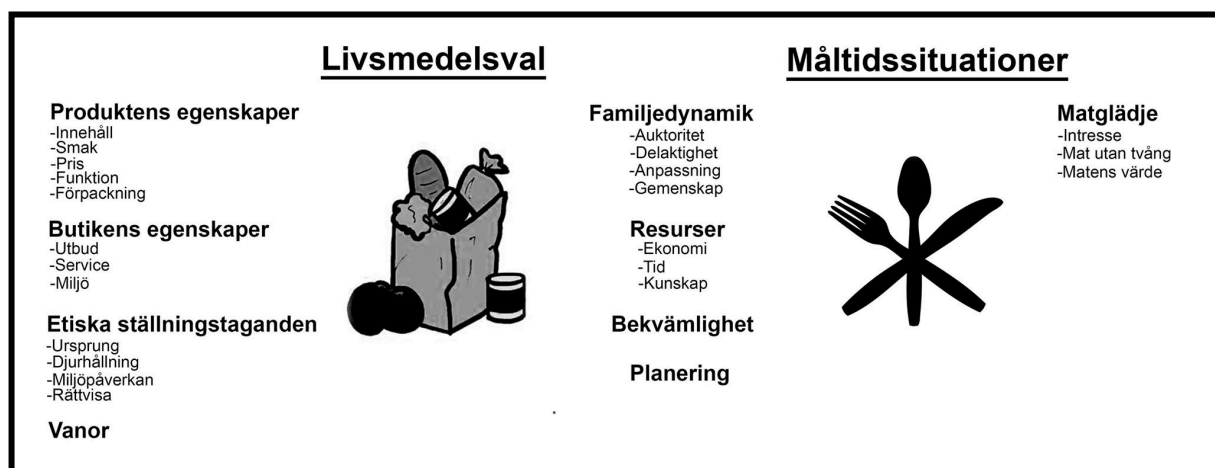 Livsmedelsval
Produktens egenskaper
-Innehåll
-Smak
-Pris
-Funktion
-Förpackning
Butikens egenskaper
-Utbud
-Service
-Miljö
Etiska ställningstaganden
-Ursprung
-Djurhållning
-Miljöpåverkan
-Rättvisa
Vanor
Måltidssituationer
Familjedynamik
-Auktoritet
-Delaktighet
-Anpassning
-Gemenskap
Resurser
-Ekonomi
-Tid
-Kunskap
Bekvämlighet
Planering
Matglädje
-Intresse
-Mat utan tvång
-Matens värde